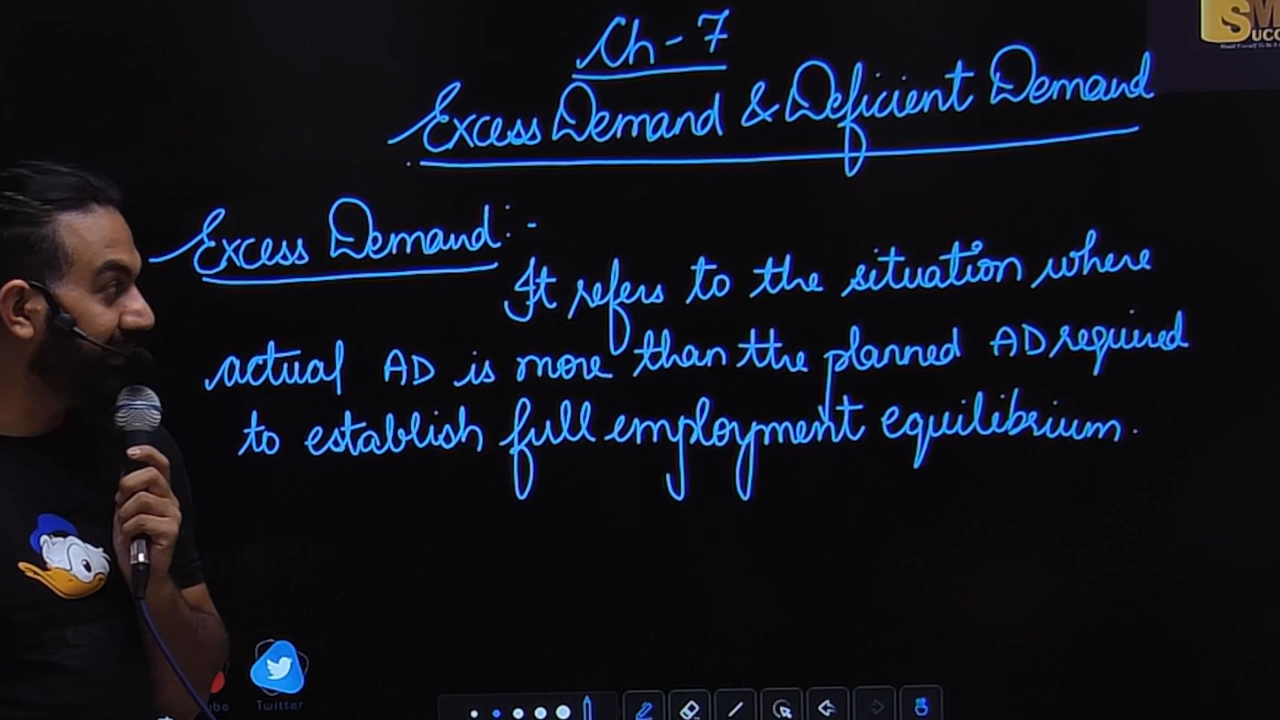 Ch-7
Excess Demand & Deficient Demand
Excess Demand:-
It refers to the situation where
actual AD is more than the planned AD required
to establish full employment equilibrium.
Twitter